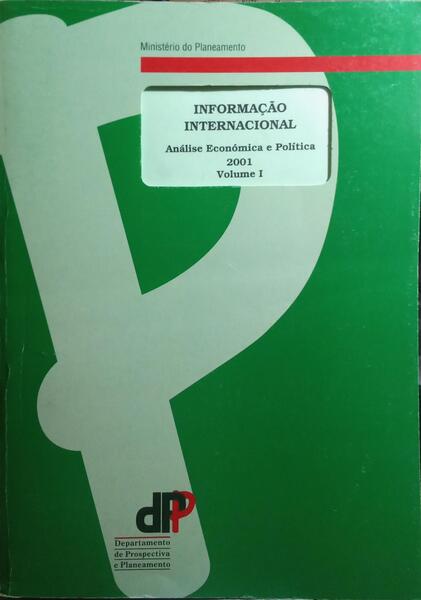 Ministério do Planeamento
INFORMAÇÃO
INTERNACIONAL
Análise Económica e Política
2001
Volume I
dPP
Departamento
de Prospectiva
e Planeamento